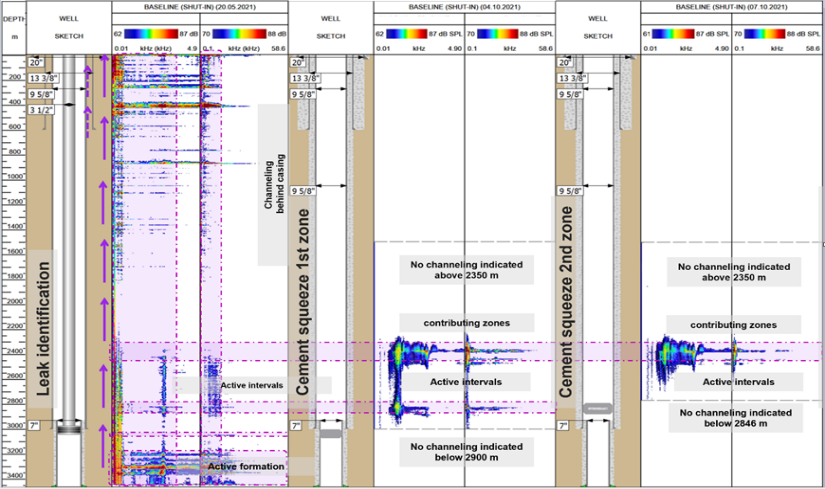 DEPTH
m
WELL
SKETCH
BASELINE (SHUT-IN) (20.05.2021)
62 87 dB 70 88 dB
0.01 kHz (kHz) 4.9 0.1 kHz 58.6
WELL
SKETCH
BASELINE (SHUT-IN) (04.10.2021)
62 87 dB SPL 70 88 dB SPL
0.01 kHz 4.90 0.1 kHz 58.6
WELL
SKETCH
BASELINE (SHUT-IN) (07.10.2021)
61 87 dB SPL 70 88 dB SPL
0.01 kHz 4.90 0.1 kHz 58.6
200
400
600
800
1000
1200
1400
1500
1700
1800
2000
2200
2400
2600
2800
3000
3200
3400
20"
13 3/8"
9 5/8"
3 1/2"
7"
Leak identification
Channeling
behind casing
Active intervals
Active formation
20"
13 3/8"
9 5/8"
9 5/8"
7"
Cement squeeze 1st zone
No channeling indicated
above 2350 m
contributing zones
Active intervals
No channeling indicated
below 2900 m
20"
13 3/8"
9 5/8"
9 5/8"
7"
Cement squeeze 2nd zone
No channeling indicated
above 2350 m
contributing zones
Active intervals
No channeling indicated
below 2846 m